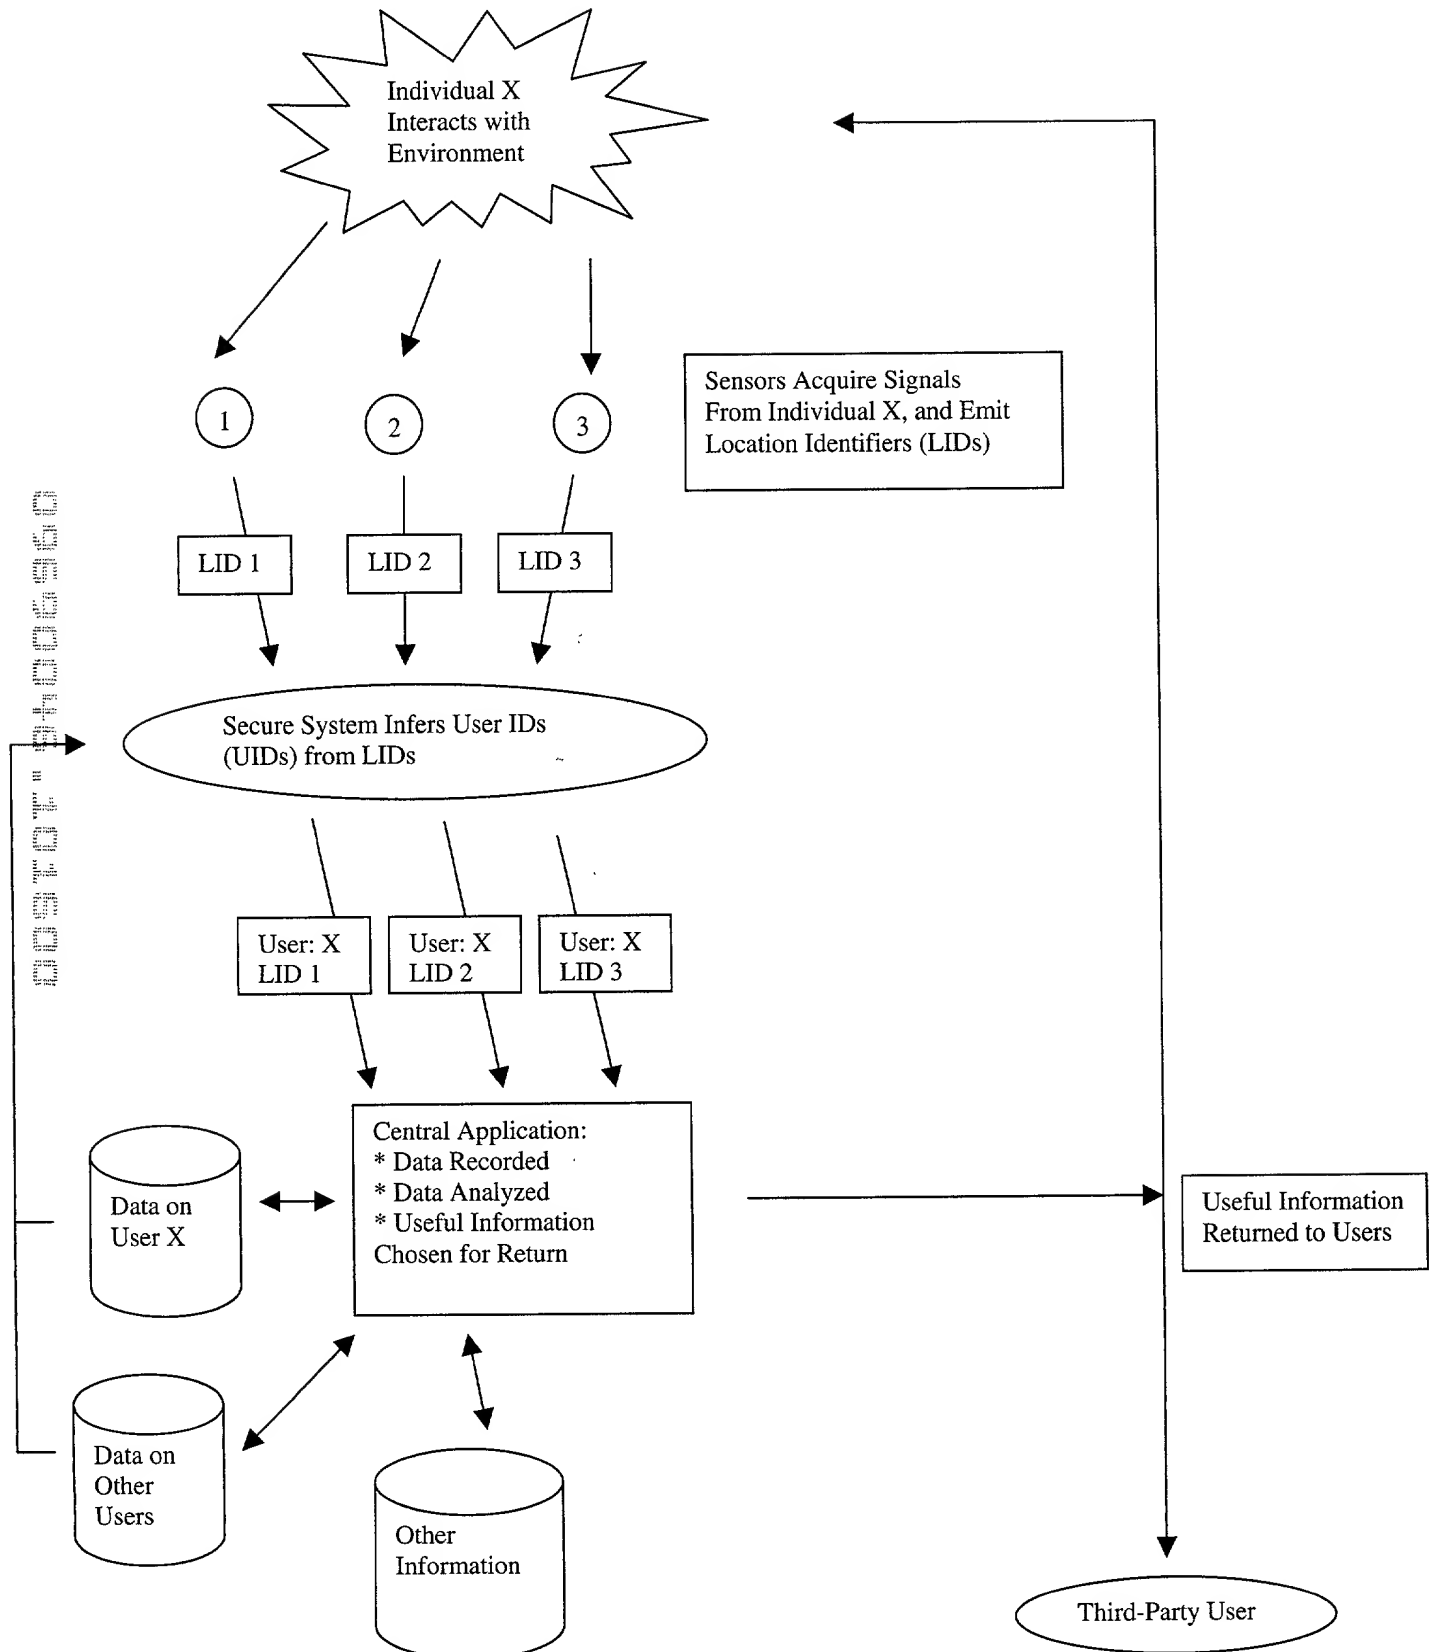 Individual X
Interacts with
Environment
1
2
3
Sensors Acquire Signals
From Individual X, and Emit
Location Identifiers (LIDs)
LID 1
LID 2
LID 3
Secure System Infers User IDs
(UIDs) from LIDs
User: X
LID 1
User: X
LID 2
User: X
LID 3
Central Application:
* Data Recorded
* Data Analyzed
* Useful Information
Chosen for Return
Data on
User X
Useful Information
Returned to Users
Data on
Other
Users
Other
Information
Third-Party User